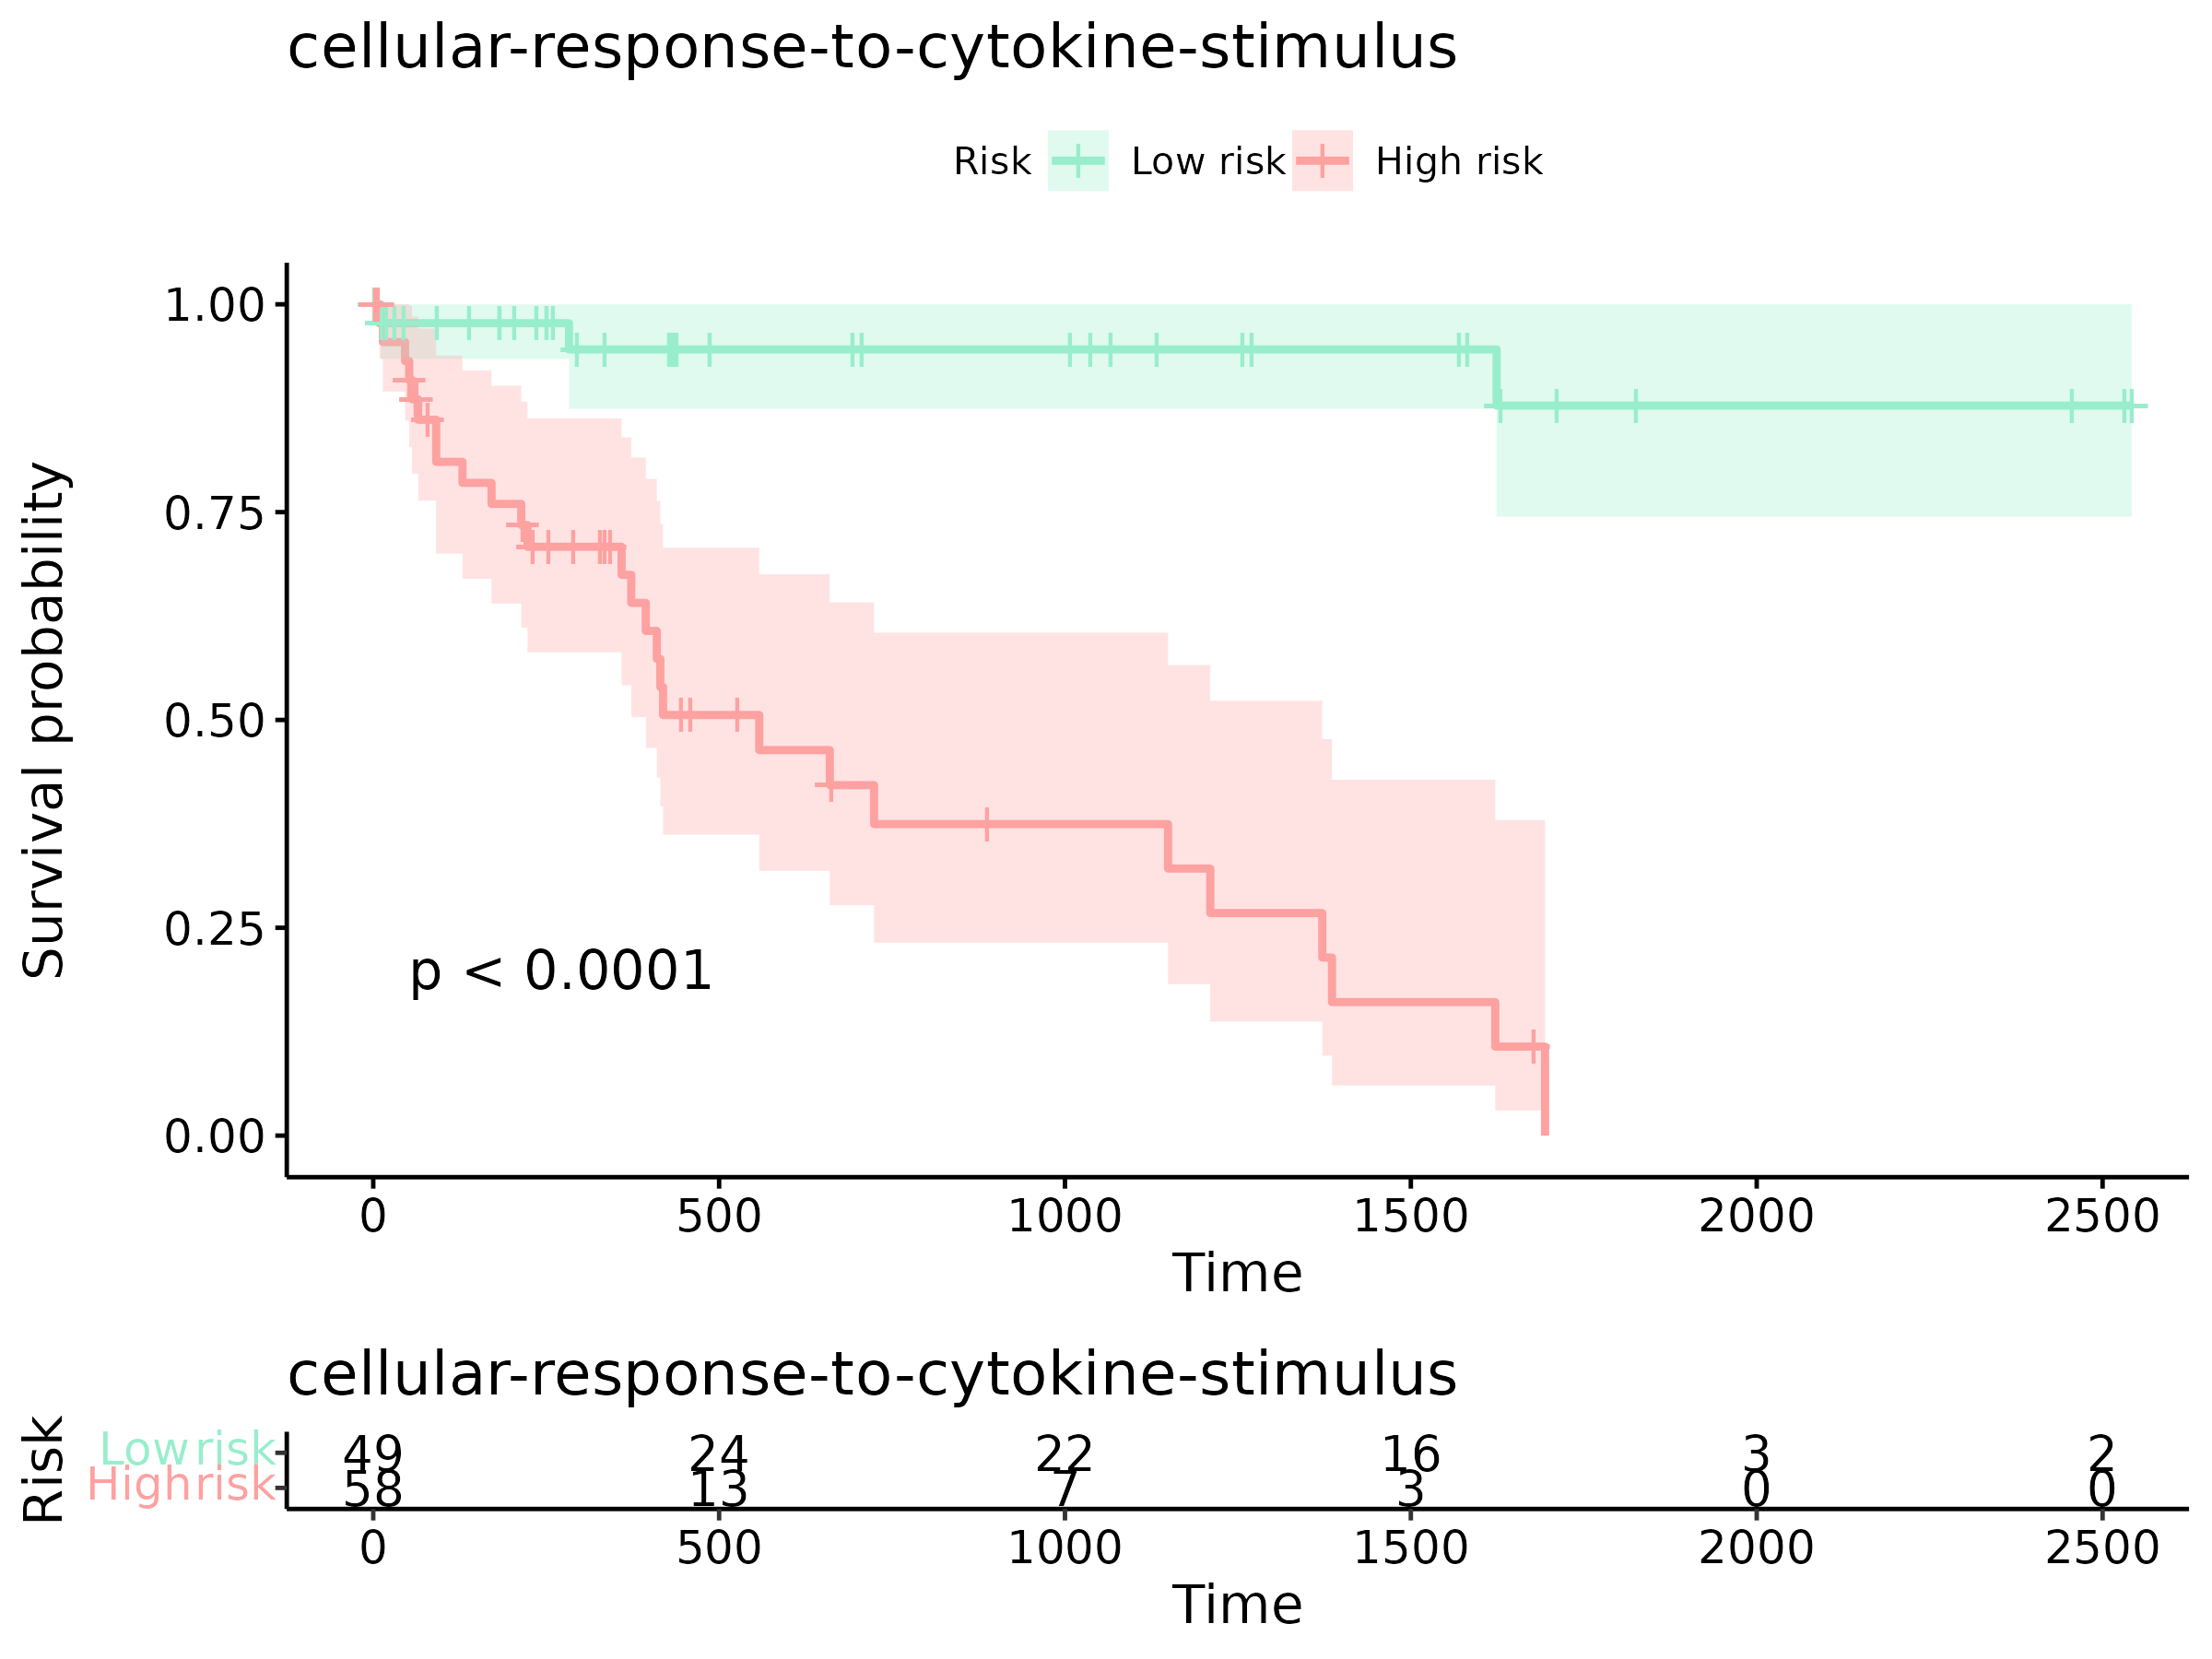 cellular-response-to-cytokine-stimulus
Risk Low risk High risk
Survival probability
1.00
0.75
0.50
0.25
0.00
p < 0.0001
0 500 1000 1500 2000 2500
Time
cellular-response-to-cytokine-stimulus
Risk
Low risk 49 24 22 16 3 2
High risk 58 13 7 3 0 0
0 500 1000 1500 2000 2500
Time